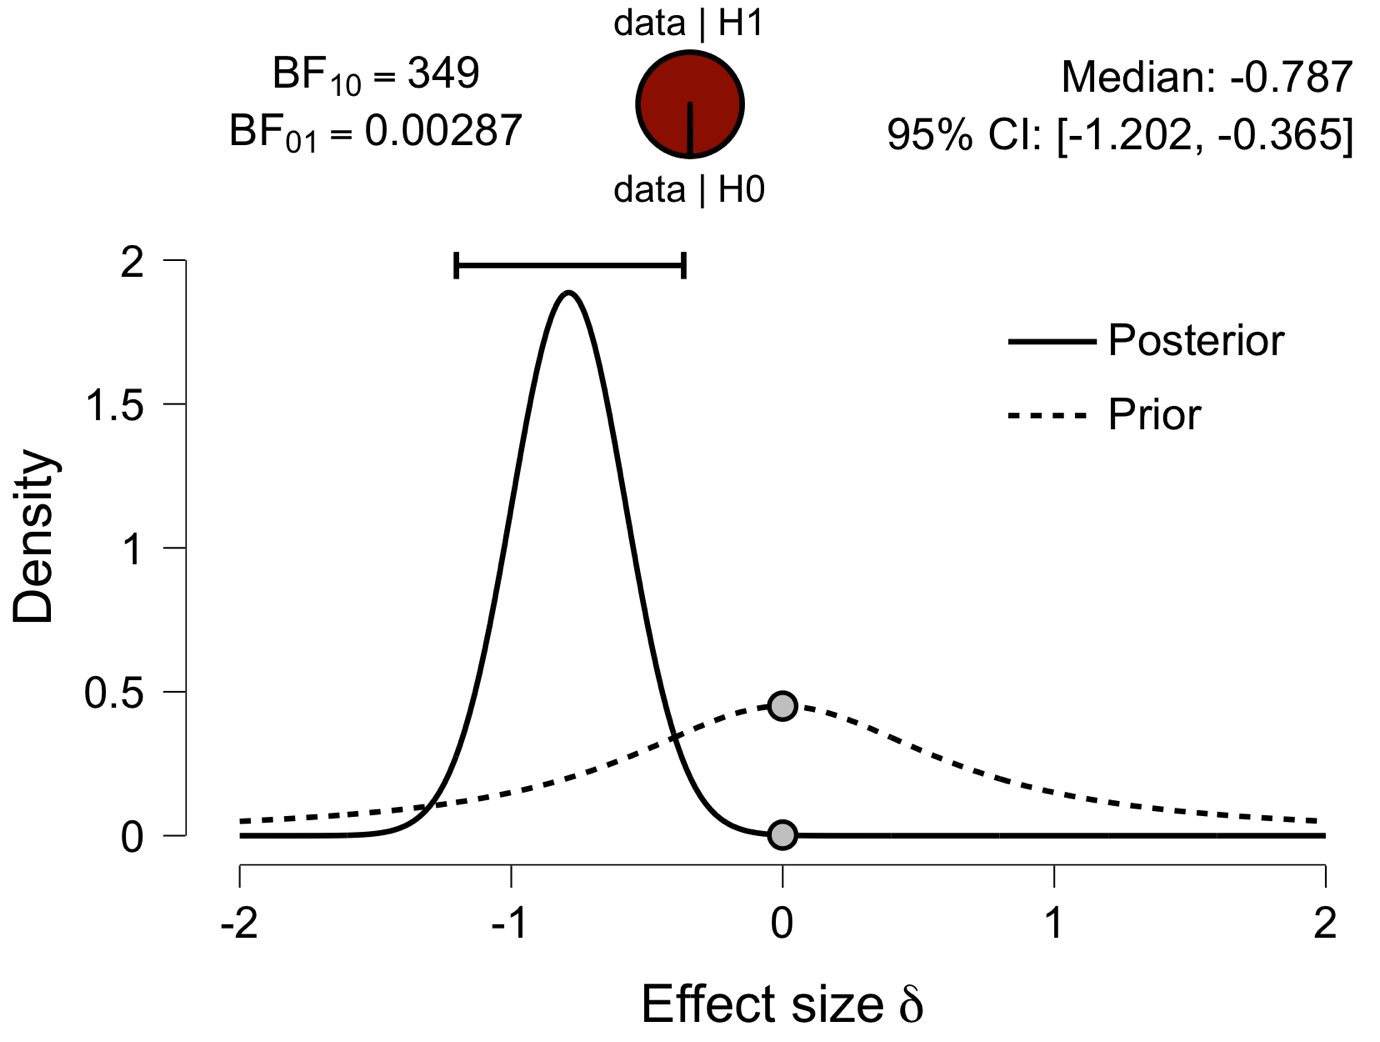 data | H1
BF₁₀ = 349
BF₀₁ = 0.00287
Median: -0.787
95% CI: [-1.202, -0.365]
data | H0
2
1.5
1
0.5
0
Density
Posterior
Prior
-2
-1
0
1
2
Effect size δ